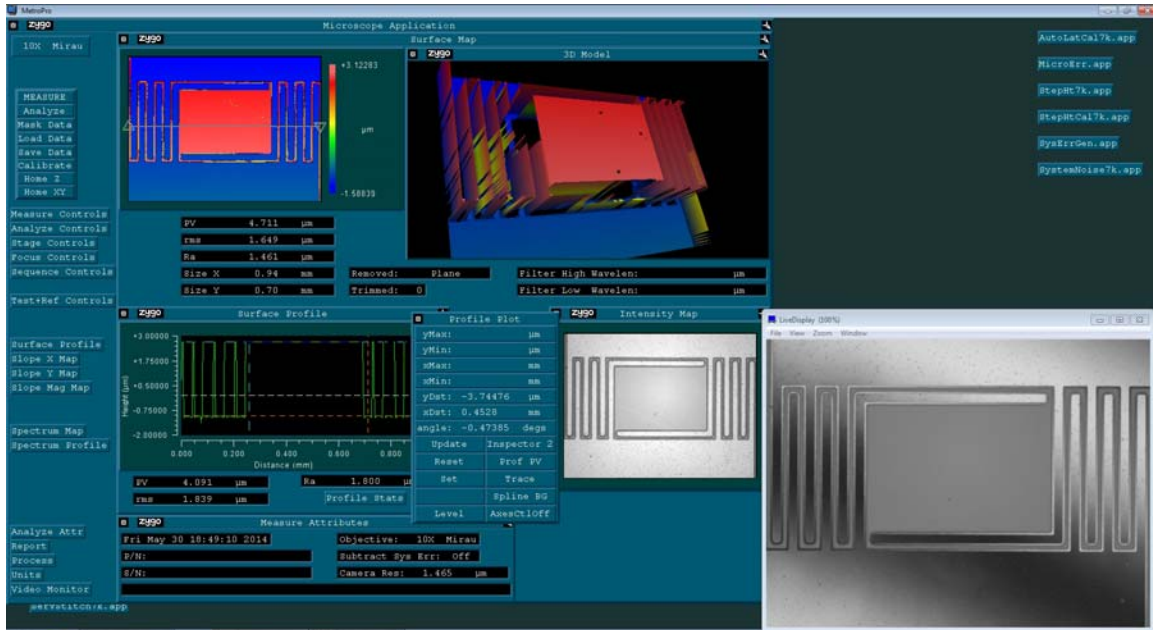 MetroPro
zygo Microscope Application
10X Mirau
MEASURE
Analyze
Mask Data
Load Data
Save Data
Calibrate
Home Z
Home XY
Measure Controls
Analyze Controls
Stage Controls
Focus Controls
Sequence Controls
Test+Ref Controls
Surface Profile
Slope X Map
Slope Y Map
Slope Mag Map
Spectrum Map
Spectrum Profile
Analyze Attr
Report
Process
Units
Video Monitor
zygo Surface Map
+3.12283
µm
-1.58839
zygo 3D Model
PV 4.711 µm
rms 1.649 µm
Ra 1.461 µm
Size X 0.94 mm
Size Y 0.70 mm
Removed: Plane
Trimmed: 0
Filter High Wavelen: µm
Filter Low Wavelen: µm
zygo Surface Profile
+3.00000
+1.75000
+0.50000
-0.75000
-2.00000
Height (µm)
0.000 0.200 0.400 0.600 0.800
Distance (mm)
PV 4.091 µm
rms 1.839 µm
Ra 1.800
Profile Stats
Profile Plot
yMax: µm
yMin: µm
xMax: mm
xMin: mm
yDst: -3.74476 µm
xDst: 0.4528 mm
angle: -0.47385 degs
Update Inspector 2
Reset Prof PV
Set Trace
Spline BG
Level AxesCtlOff
zygo Intensity Map
zygo Measure Attributes
Fri May 30 18:49:10 2014
P/N:
S/N:
Objective: 10X Mirau
Subtract Sys Err: Off
Camera Res: 1.465 µm
LiveDisplay (100%)
File View Zoom Window
AutoLatCal7k.app
MicroErr.app
StepHt7k.app
StepHtCal7k.app
SysErrGen.app
SystemNoise7k.app